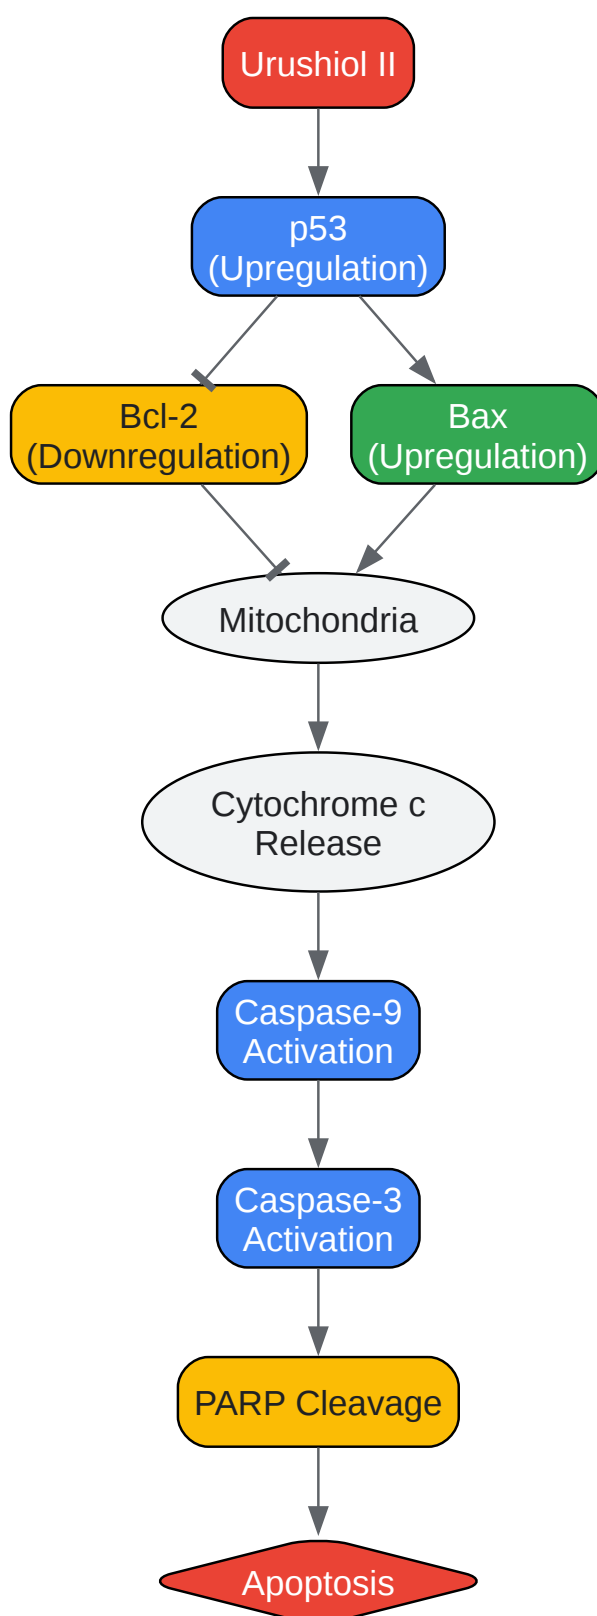 Urushiol II
p53
(Upregulation)
Bcl-2
(Downregulation)
Bax
(Upregulation)
Mitochondria
Cytochrome c
Release
Caspase-9
Activation
Caspase-3
Activation
PARP Cleavage
Apoptosis